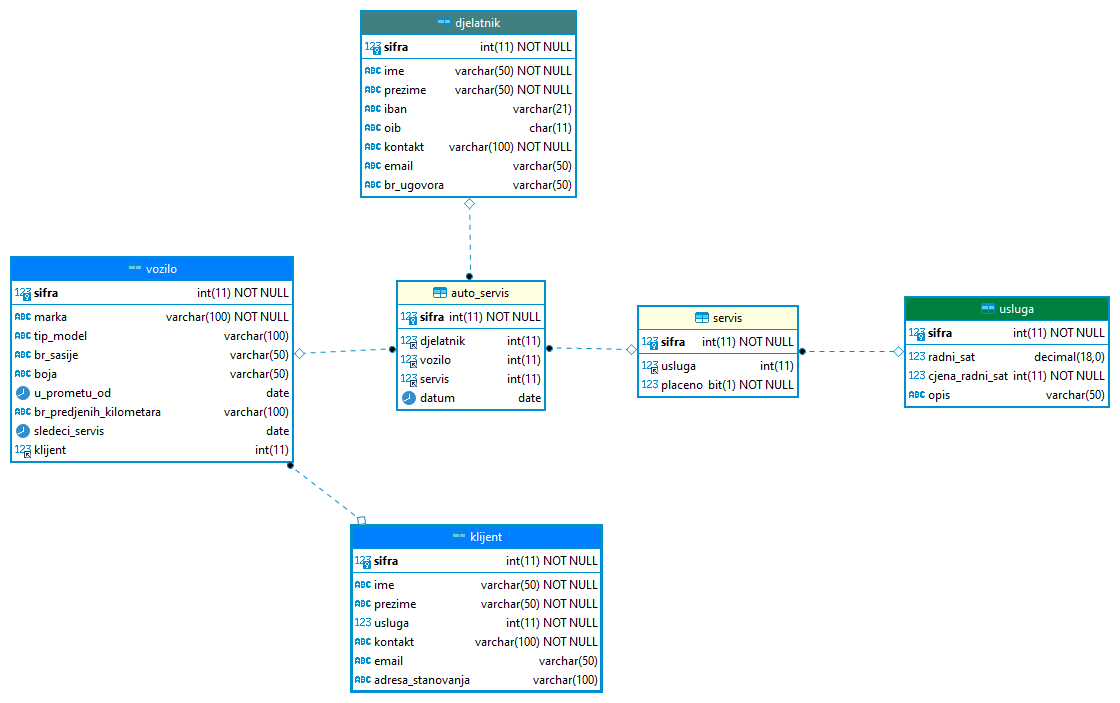 djelatnik
123 sifra int(11) NOT NULL
ABC ime varchar(50) NOT NULL
ABC prezime varchar(50) NOT NULL
ABC iban varchar(21)
ABC oib char(11)
ABC kontakt varchar(100) NOT NULL
ABC email varchar(50)
ABC br_ugovora varchar(50)
vozilo
123 sifra int(11) NOT NULL
ABC marka varchar(100) NOT NULL
ABC tip_model varchar(100)
ABC br_sasije varchar(50)
ABC boja varchar(50)
u_prometu_od date
ABC br_predjenih_kilometara varchar(100)
sledeci_servis date
123 klijent int(11)
auto_servis
123 sifra int(11) NOT NULL
123 djelatnik int(11)
123 vozilo int(11)
123 servis int(11)
datum date
servis
123 sifra int(11) NOT NULL
123 usluga int(11)
123 placeno bit(1) NOT NULL
usluga
123 sifra int(11) NOT NULL
123 radni_sat decimal(18,0)
123 cjena_radni_sat int(11) NOT NULL
ABC opis varchar(50)
klijent
123 sifra int(11) NOT NULL
ABC ime varchar(50) NOT NULL
ABC prezime varchar(50) NOT NULL
123 usluga int(11) NOT NULL
ABC kontakt varchar(100) NOT NULL
ABC email varchar(50)
ABC adresa_stanovanja varchar(100)